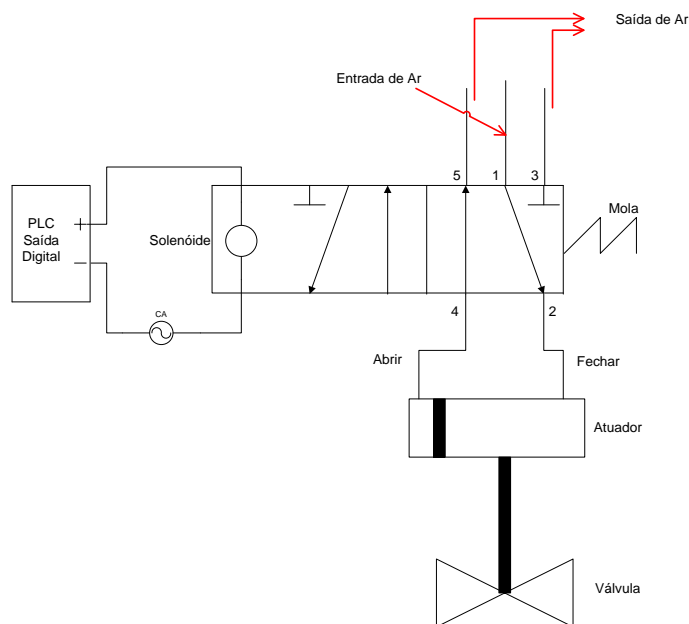 Saída de Ar
Entrada de Ar
5 1 3
Mola
PLC
Saída
Digital
+
−
Solenóide
CA
4 2
Abrir
Fechar
Atuador
Válvula